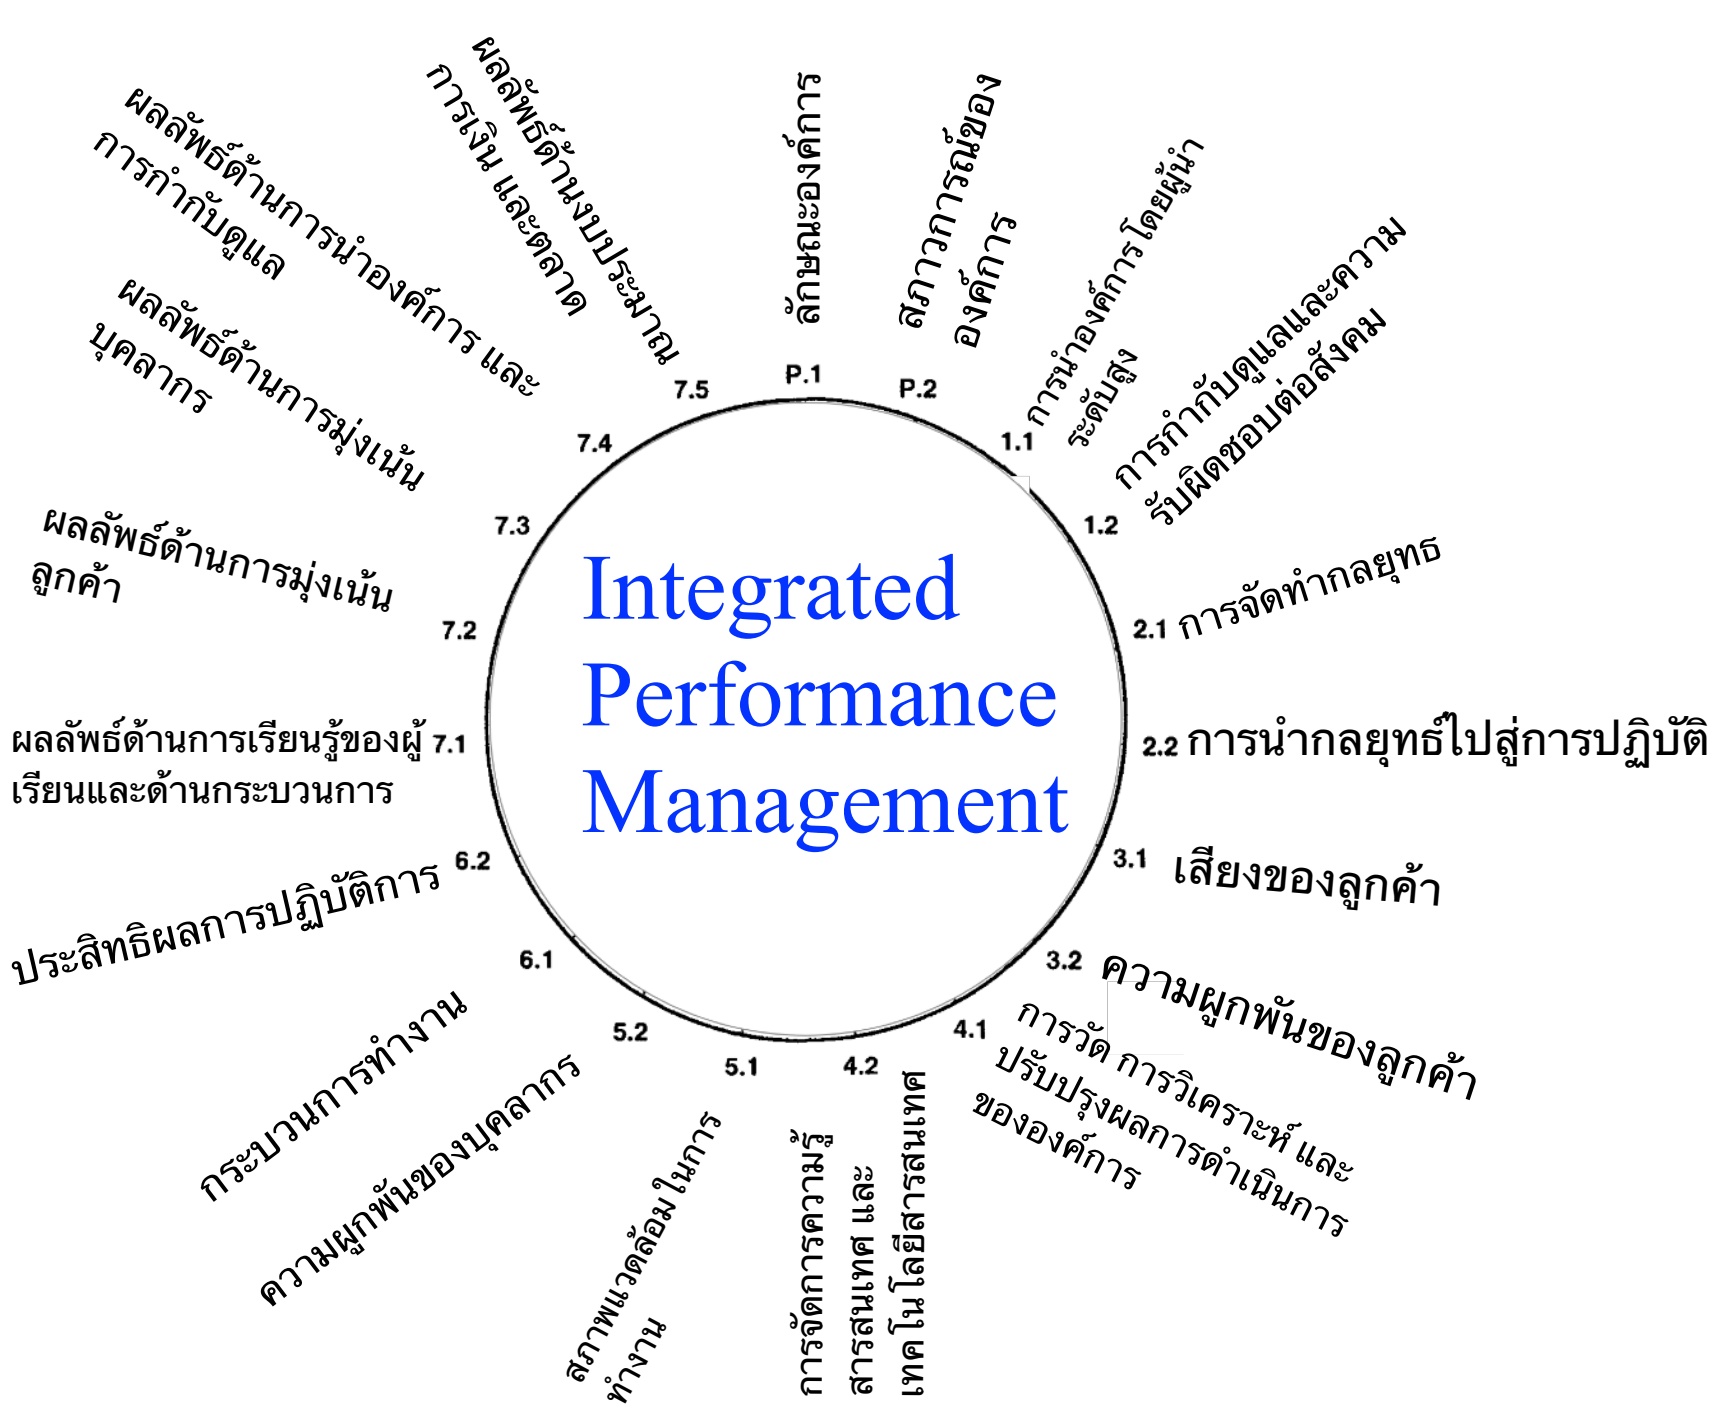 ลักษณะองค์การ
P.1
สภาวการณ์ของ
องค์การ
P.2
การนำองค์การโดยผู้นำ
ระดับสูง
1.1
การกำกับดูแลและความ
รับผิดชอบต่อสังคม
1.2
2.1 การจัดทำกลยุทธ
2.2 การนำกลยุทธ์ไปสู่การปฏิบัติ
3.1 เสียงของลูกค้า
3.2 ความผูกพันของลูกค้า
4.1
การวัด การวิเคราะห์ และ
ปรับปรุงผลการดำเนินการ
ขององค์การ
4.2
การจัดการความรู้
สารสนเทศ และ
เทคโนโลยีสารสนเทศ
5.1
สภาพแวดล้อมในการ
ทำงาน
5.2
ความผูกพันของบุคลากร
6.1
กระบวนการทำงาน
6.2
ประสิทธิผลการปฏิบัติการ
ผลลัพธ์ด้านการเรียนรู้ของผู้ 7.1
เรียนและด้านกระบวนการ
7.2
ผลลัพธ์ด้านการมุ่งเน้น
ลูกค้า
7.3
ผลลัพธ์ด้านการมุ่งเน้น
บุคลากร
7.4
ผลลัพธ์ด้านการนำองค์การ และ
การกำกับดูแล
7.5
ผลลัพธ์ด้านงบประมาณ
การเงิน และตลาด
Integrated
Performance
Management